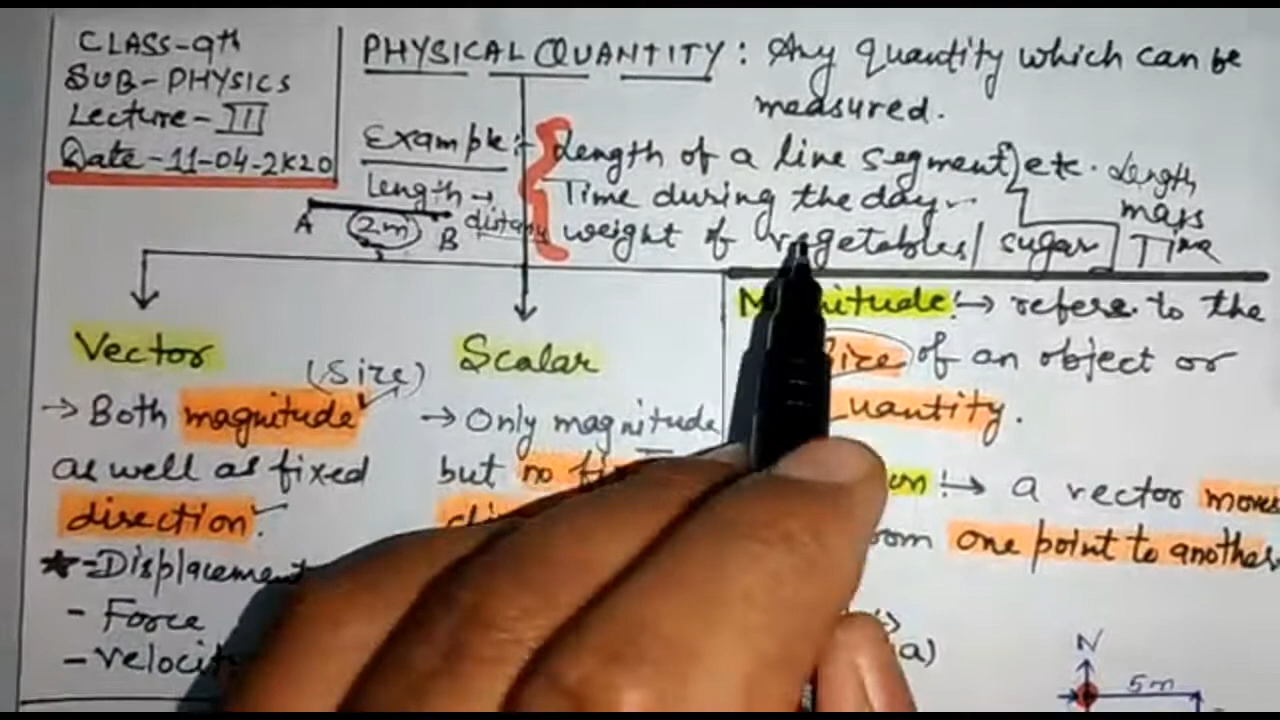 CLASS-9th
SUB-PHYSICS
Lecture-III
Date-11-04-2K20
PHYSICAL QUANTITY: Any quantity which can be
measured.
Example:- Length of a line segment, etc.
Length → Time during the day
weight of vegetables/ sugar
Length
mass
Time
A 2m B distance
Vector
(Size)
→ Both magnitude
as well as fixed
direction
★-Displacement
- Force
- Velocity
Scalar
→ Only magnitude
but no
Magnitude:→ refers to the
Size of an object or
Quantity.
:→ a vector moves
one point to another
N
5m